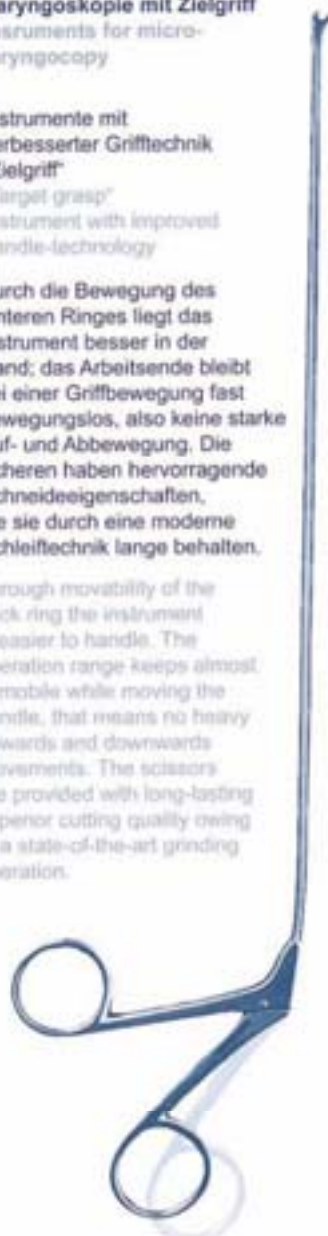 aryngoskopie mit Zielgriff
nstruments for micro-
aryngocopy
strumente mit
erbesserter Grifftechnik
ielgriff"
arget grasp"
strument with improved
andle-technology
urch die Bewegung des
nteren Ringes liegt das
strument besser in der
and; das Arbeitsende bleibt
ei einer Griffbewegung fast
ewegungslos, also keine starke
uf- und Abbewegung. Die
cheren haben hervorragende
chneideeigenschaften,
e sie durch eine moderne
chleiftechnik lange behalten.
rough movability of the
ck ring the instrument
easier to handle. The
eration range keeps almost
mobile while moving the
ndle, that means no heavy
wards and downwards
ovements. The scissors
e provided with long-lasting
perior cutting quality owing
a state-of-the-art grinding
eration.